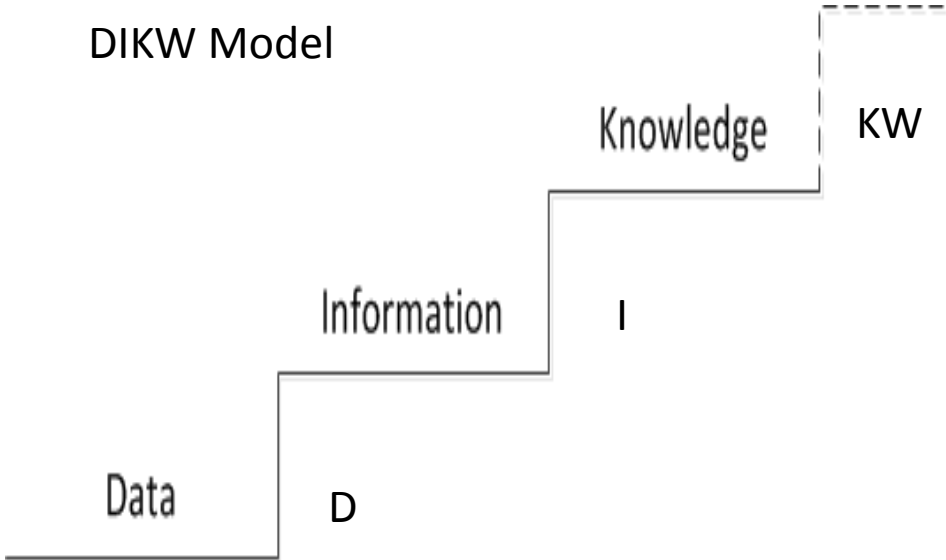 DIKW Model
Knowledge
KW
Information
I
Data
D